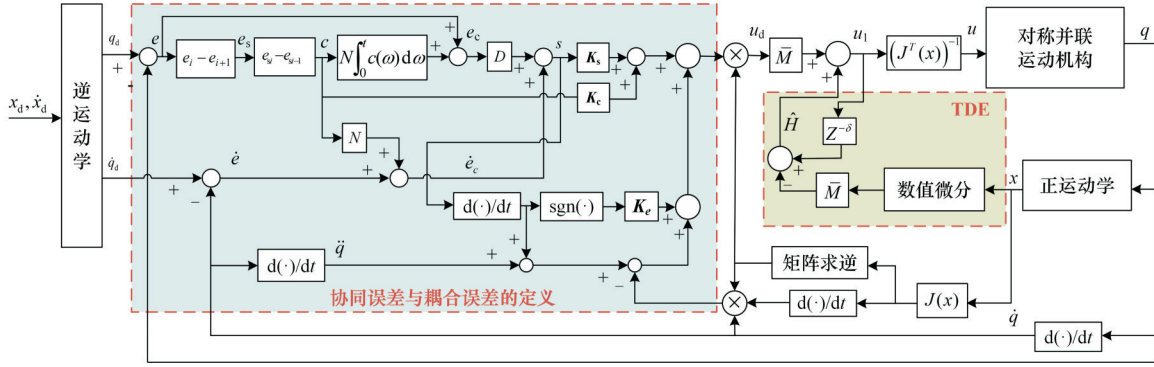 x_d, ẋ_d
逆运动学
q_d
+
-
q̇_d
e
e_i − e_{i+1}
e_s
e_{si} − e_{si−1}
c
N∫_0^t c(ω)dω
+
+
e_c
D
+
+
s
K_s
K_c
+
+
+
+
N
+
+
ė_c
ė
+
−
d(·)/dt
sgn(·)
K_e
+
+
d(·)/dt
q̈
+
+
+
−
协同误差与耦合误差的定义
u_d
M̄
+
+
u_1
(J^T(x))^{-1}
u
对称并联
运动机构
q
TDE
Ĥ
Z^{−δ}
+
−
M̄
数值微分
x
正运动学
矩阵求逆
d(·)/dt
J(x)
q̇
d(·)/dt